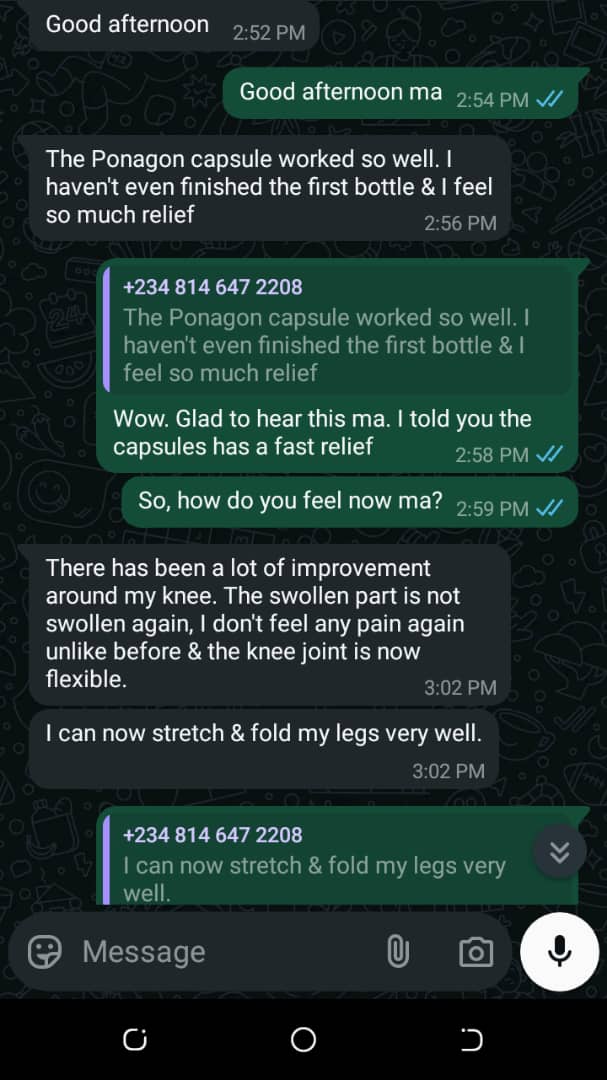 Good afternoon
2:52 PM
Good afternoon ma
2:54 PM
The Ponagon capsule worked so well. I
haven't even finished the first bottle & I feel
so much relief
2:56 PM
+234 814 647 2208
The Ponagon capsule worked so well. I
haven't even finished the first bottle & I
feel so much relief
Wow. Glad to hear this ma. I told you the
capsules has a fast relief
2:58 PM
So, how do you feel now ma?
2:59 PM
There has been a lot of improvement
around my knee. The swollen part is not
swollen again, I don't feel any pain again
unlike before & the knee joint is now
flexible.
3:02 PM
I can now stretch & fold my legs very well.
3:02 PM
+234 814 647 2208
I can now stretch & fold my legs very
well.
Message